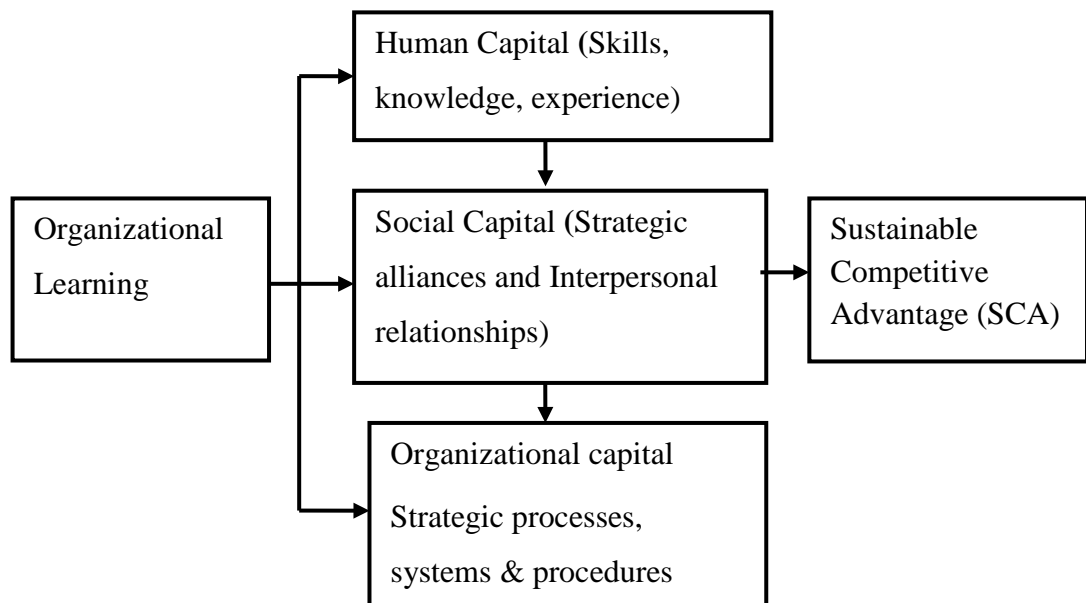 Human Capital (Skills,
knowledge, experience)
Organizational
Learning
Social Capital (Strategic
alliances and Interpersonal
relationships)
Sustainable
Competitive
Advantage (SCA)
Organizational capital
Strategic processes,
systems & procedures